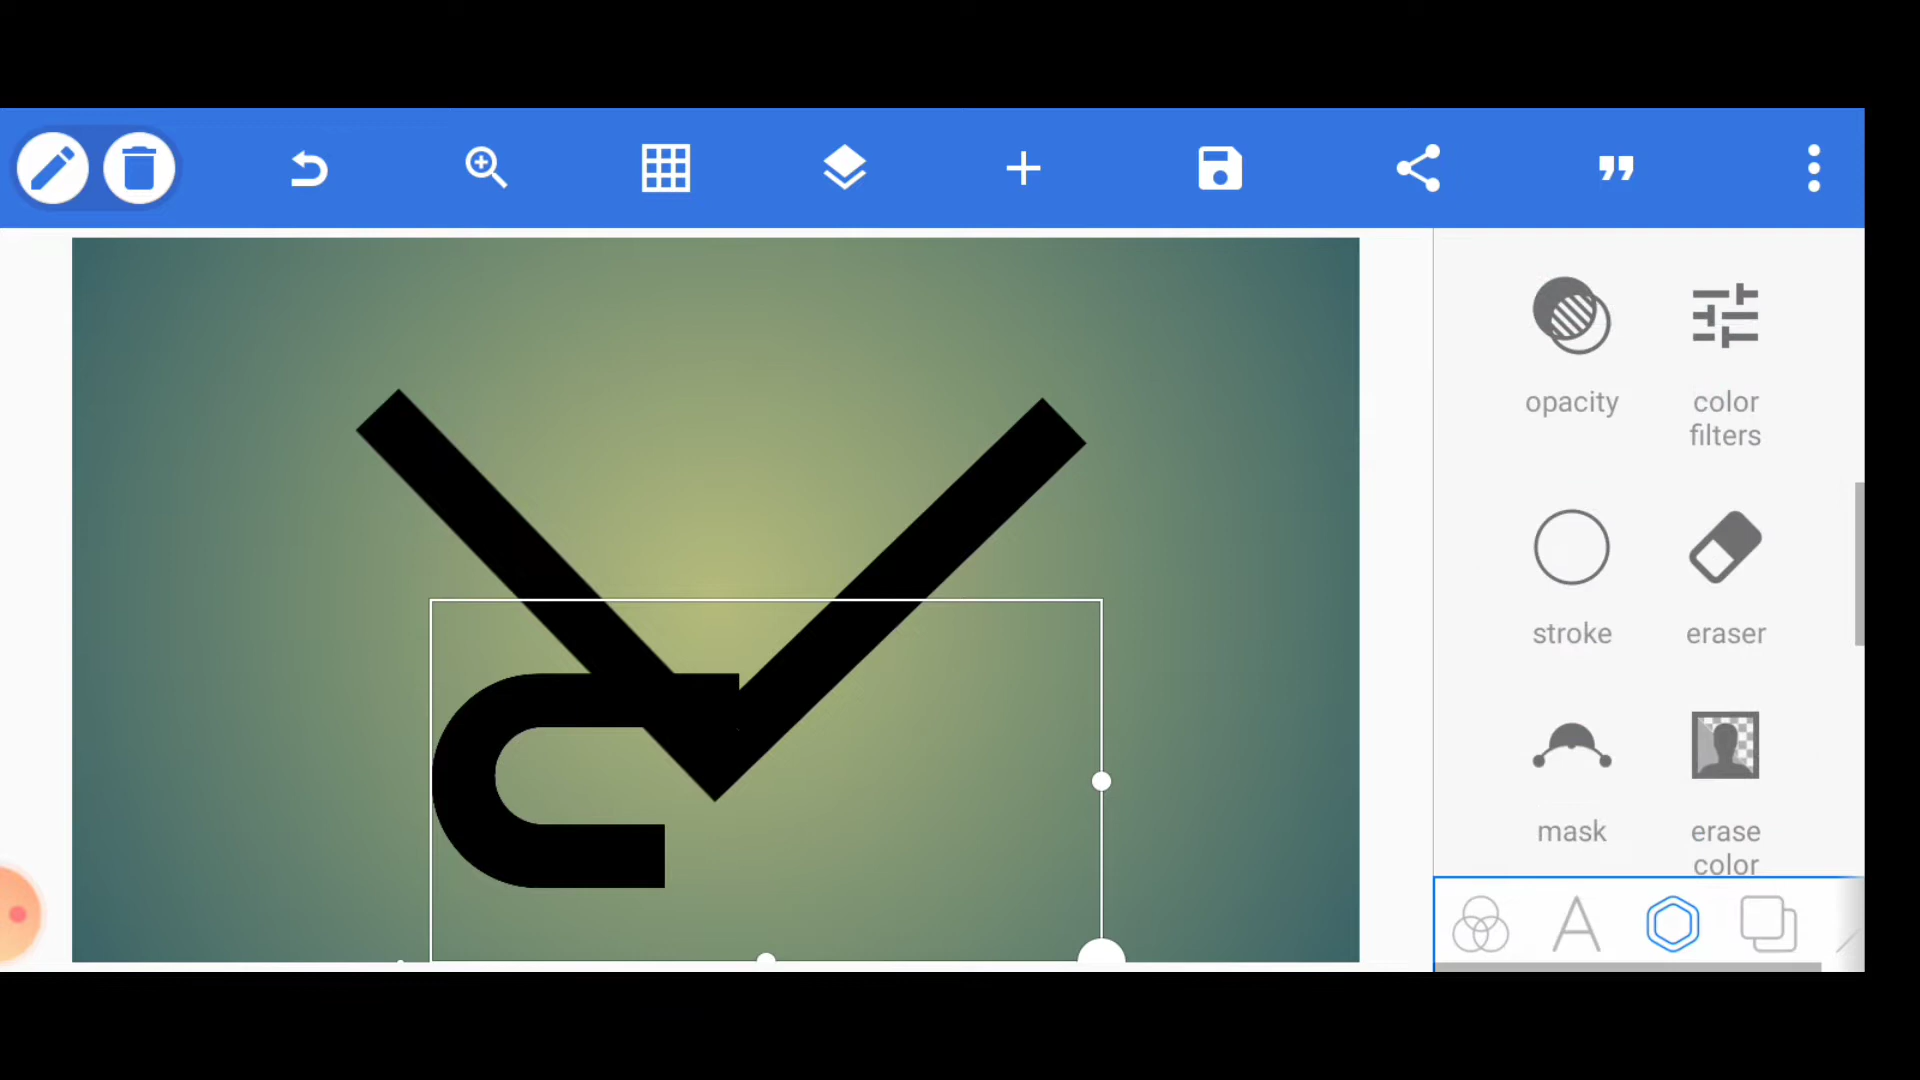 opacity
color
filters
stroke
eraser
mask
erase
color